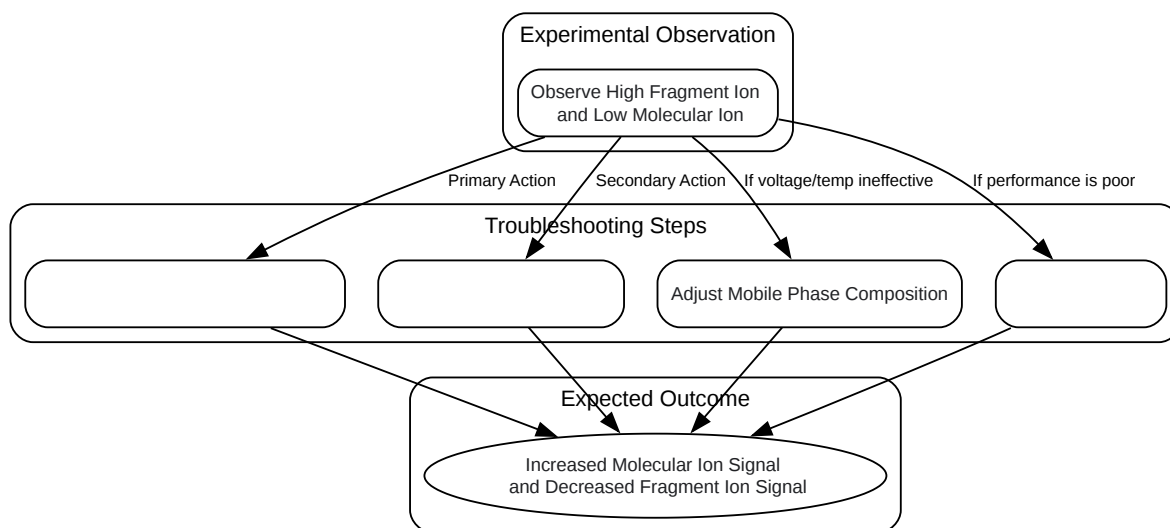 Experimental Observation
Observe High Fragment Ion
and Low Molecular Ion
Primary Action
Secondary Action
If voltage/temp ineffective
If performance is poor
Troubleshooting Steps
Adjust Mobile Phase Composition
Expected Outcome
Increased Molecular Ion Signal
and Decreased Fragment Ion Signal